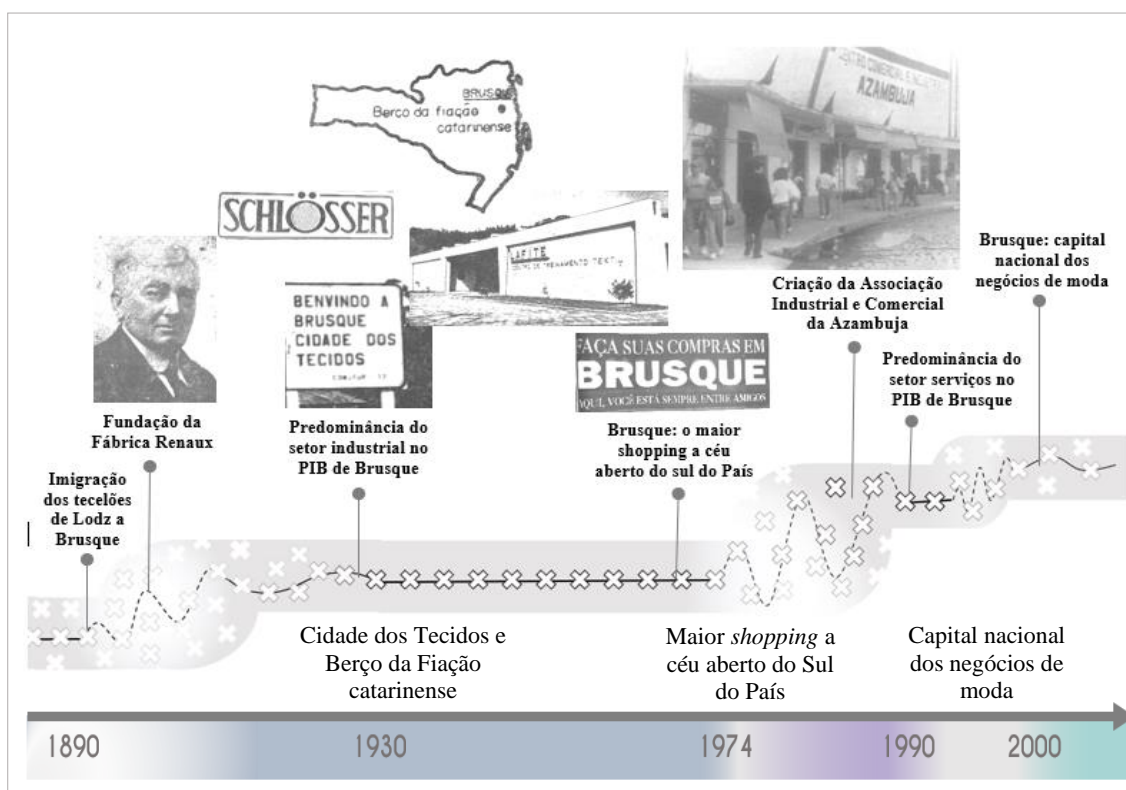 BRUSQUE
Berço da fiação
catarinense
CENTRO COMERCIAL E INDUSTRIAL
AZAMBUJA
SCHLÖSSER
LAFITE
CENTRO DE TREINAMENTO TEXTIL
BENVINDO A
BRUSQUE
CIDADE DOS
TECIDOS
FAÇA SUAS COMPRAS EM
BRUSQUE
AQUI, VOCÊ ESTÁ SEMPRE ENTRE AMIGOS
Brusque: capital
nacional dos
negócios de moda
Criação da Associação
Industrial e Comercial
da Azambuja
Predominância do
setor serviços no
PIB de Brusque
Fundação da
Fábrica Renaux
Predominância do
setor industrial no
PIB de Brusque
Brusque: o maior
shopping a céu
aberto do sul do País
Imigração
dos tecelões
de Lodz a
Brusque
Cidade dos Tecidos e
Berço da Fiação
catarinense
Maior shopping a
céu aberto do Sul
do País
Capital nacional
dos negócios de
moda
1890
1930
1974
1990
2000